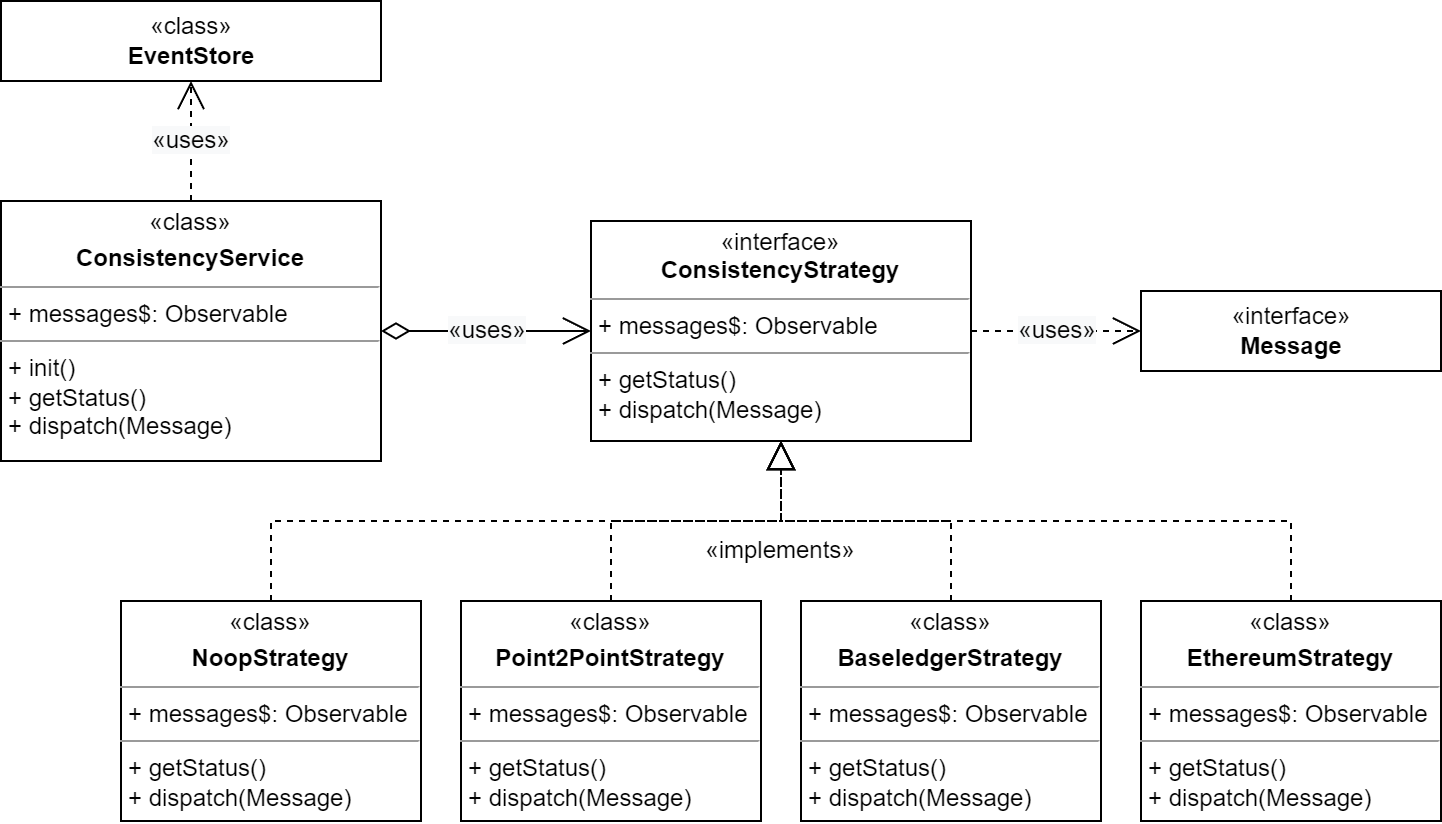 «class»
EventStore
«uses»
«class»
ConsistencyService
+ messages$: Observable
+ init()
+ getStatus()
+ dispatch(Message)
«uses»
«interface»
ConsistencyStrategy
+ messages$: Observable
+ getStatus()
+ dispatch(Message)
«uses»
«interface»
Message
«implements»
«class»
NoopStrategy
+ messages$: Observable
+ getStatus()
+ dispatch(Message)
«class»
Point2PointStrategy
+ messages$: Observable
+ getStatus()
+ dispatch(Message)
«class»
BaseledgerStrategy
+ messages$: Observable
+ getStatus()
+ dispatch(Message)
«class»
EthereumStrategy
+ messages$: Observable
+ getStatus()
+ dispatch(Message)